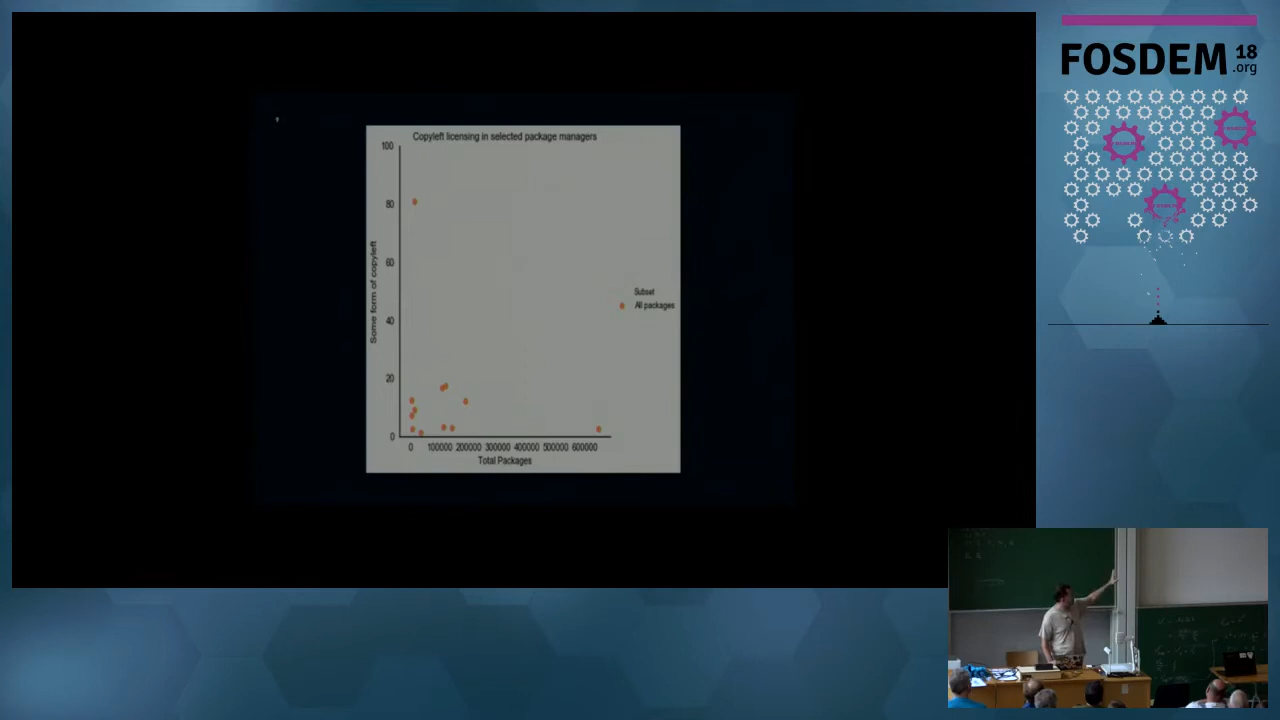 Copyleft licensing in selected package managers
100
80
60
40
20
0
Some form of copyleft
0 100000 200000 300000 400000 500000 600000
Total Packages
Subset
All packages
FOSDEM 18
.org